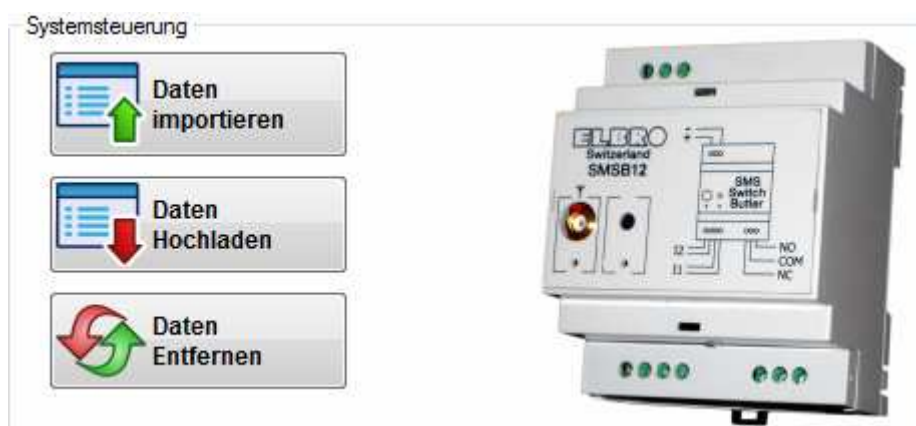 Systemsteuerung
Daten
importieren
Daten
Hochladen
Daten
Entfernen
ELBRO
Switzerland
SMSB12
SMS
Switch
Butler
I2
I1
NO
COM
NC